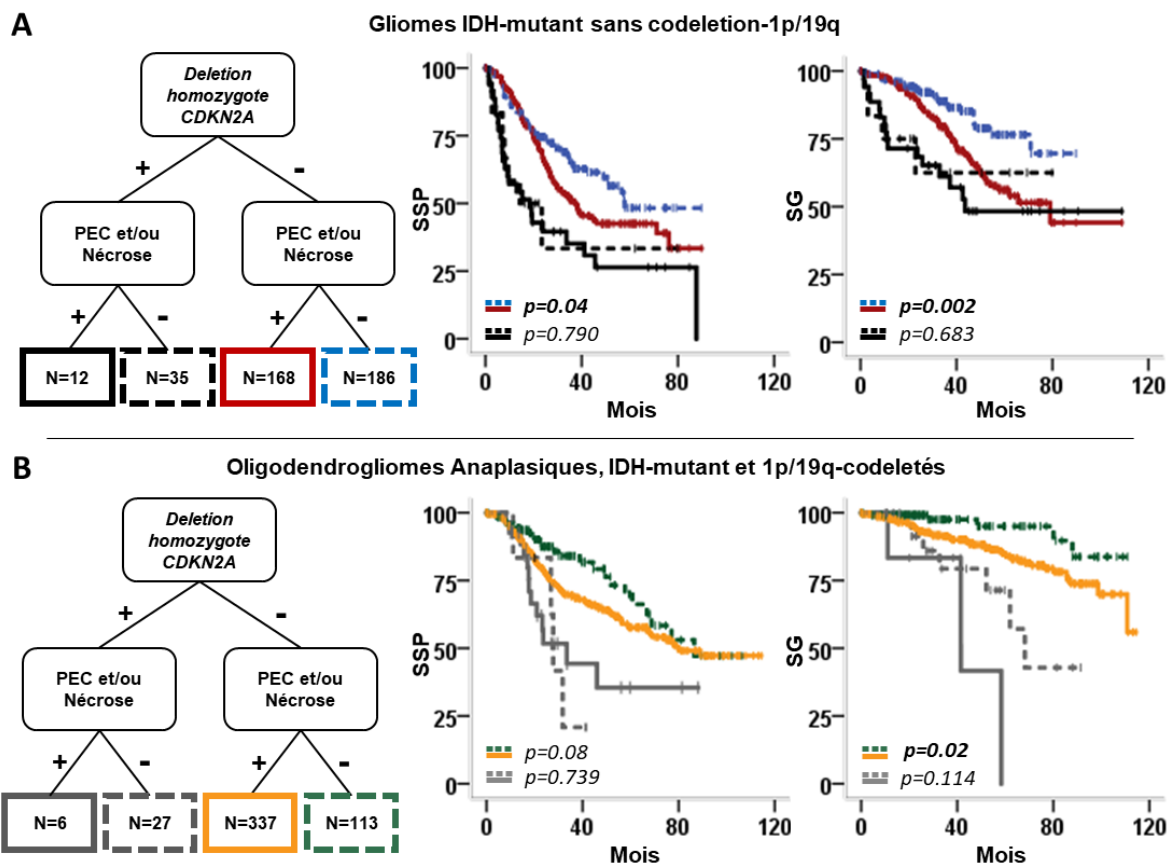 A
Gliomes IDH-mutant sans codeletion-1p/19q
Deletion
homozygote
CDKN2A
+
-
PEC et/ou
Nécrose
PEC et/ou
Nécrose
+
-
+
-
N=12
N=35
N=168
N=186
SSP
100
75
50
25
0
p=0.04
p=0.790
0
40
80
120
Mois
SG
100
75
50
25
0
p=0.002
p=0.683
0
40
80
120
Mois
B
Oligodendrogliomes Anaplasiques, IDH-mutant et 1p/19q-codeletés
Deletion
homozygote
CDKN2A
+
-
PEC et/ou
Nécrose
PEC et/ou
Nécrose
+
-
+
-
N=6
N=27
N=337
N=113
SSP
100
75
50
25
0
p=0.08
p=0.739
0
40
80
120
Mois
SG
100
75
50
25
0
p=0.02
p=0.114
0
40
80
120
Mois